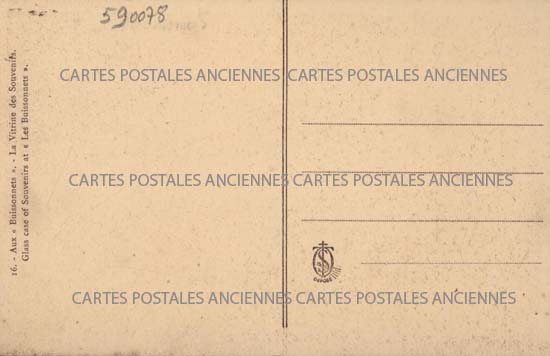 590078
16. - Aux « Buissonnets ». - La Vitrine des Souvenirs.
Glass case of Souvenirs at « Les Buissonnets ».
CARTES POSTALES ANCIENNES CARTES POSTALES ANCIENNES
CARTES POSTALES ANCIENNES CARTES POSTALES ANCIENNES
DÉPOSÉ
CARTES POSTALES ANCIENNES CARTES POSTALES ANCIENNES